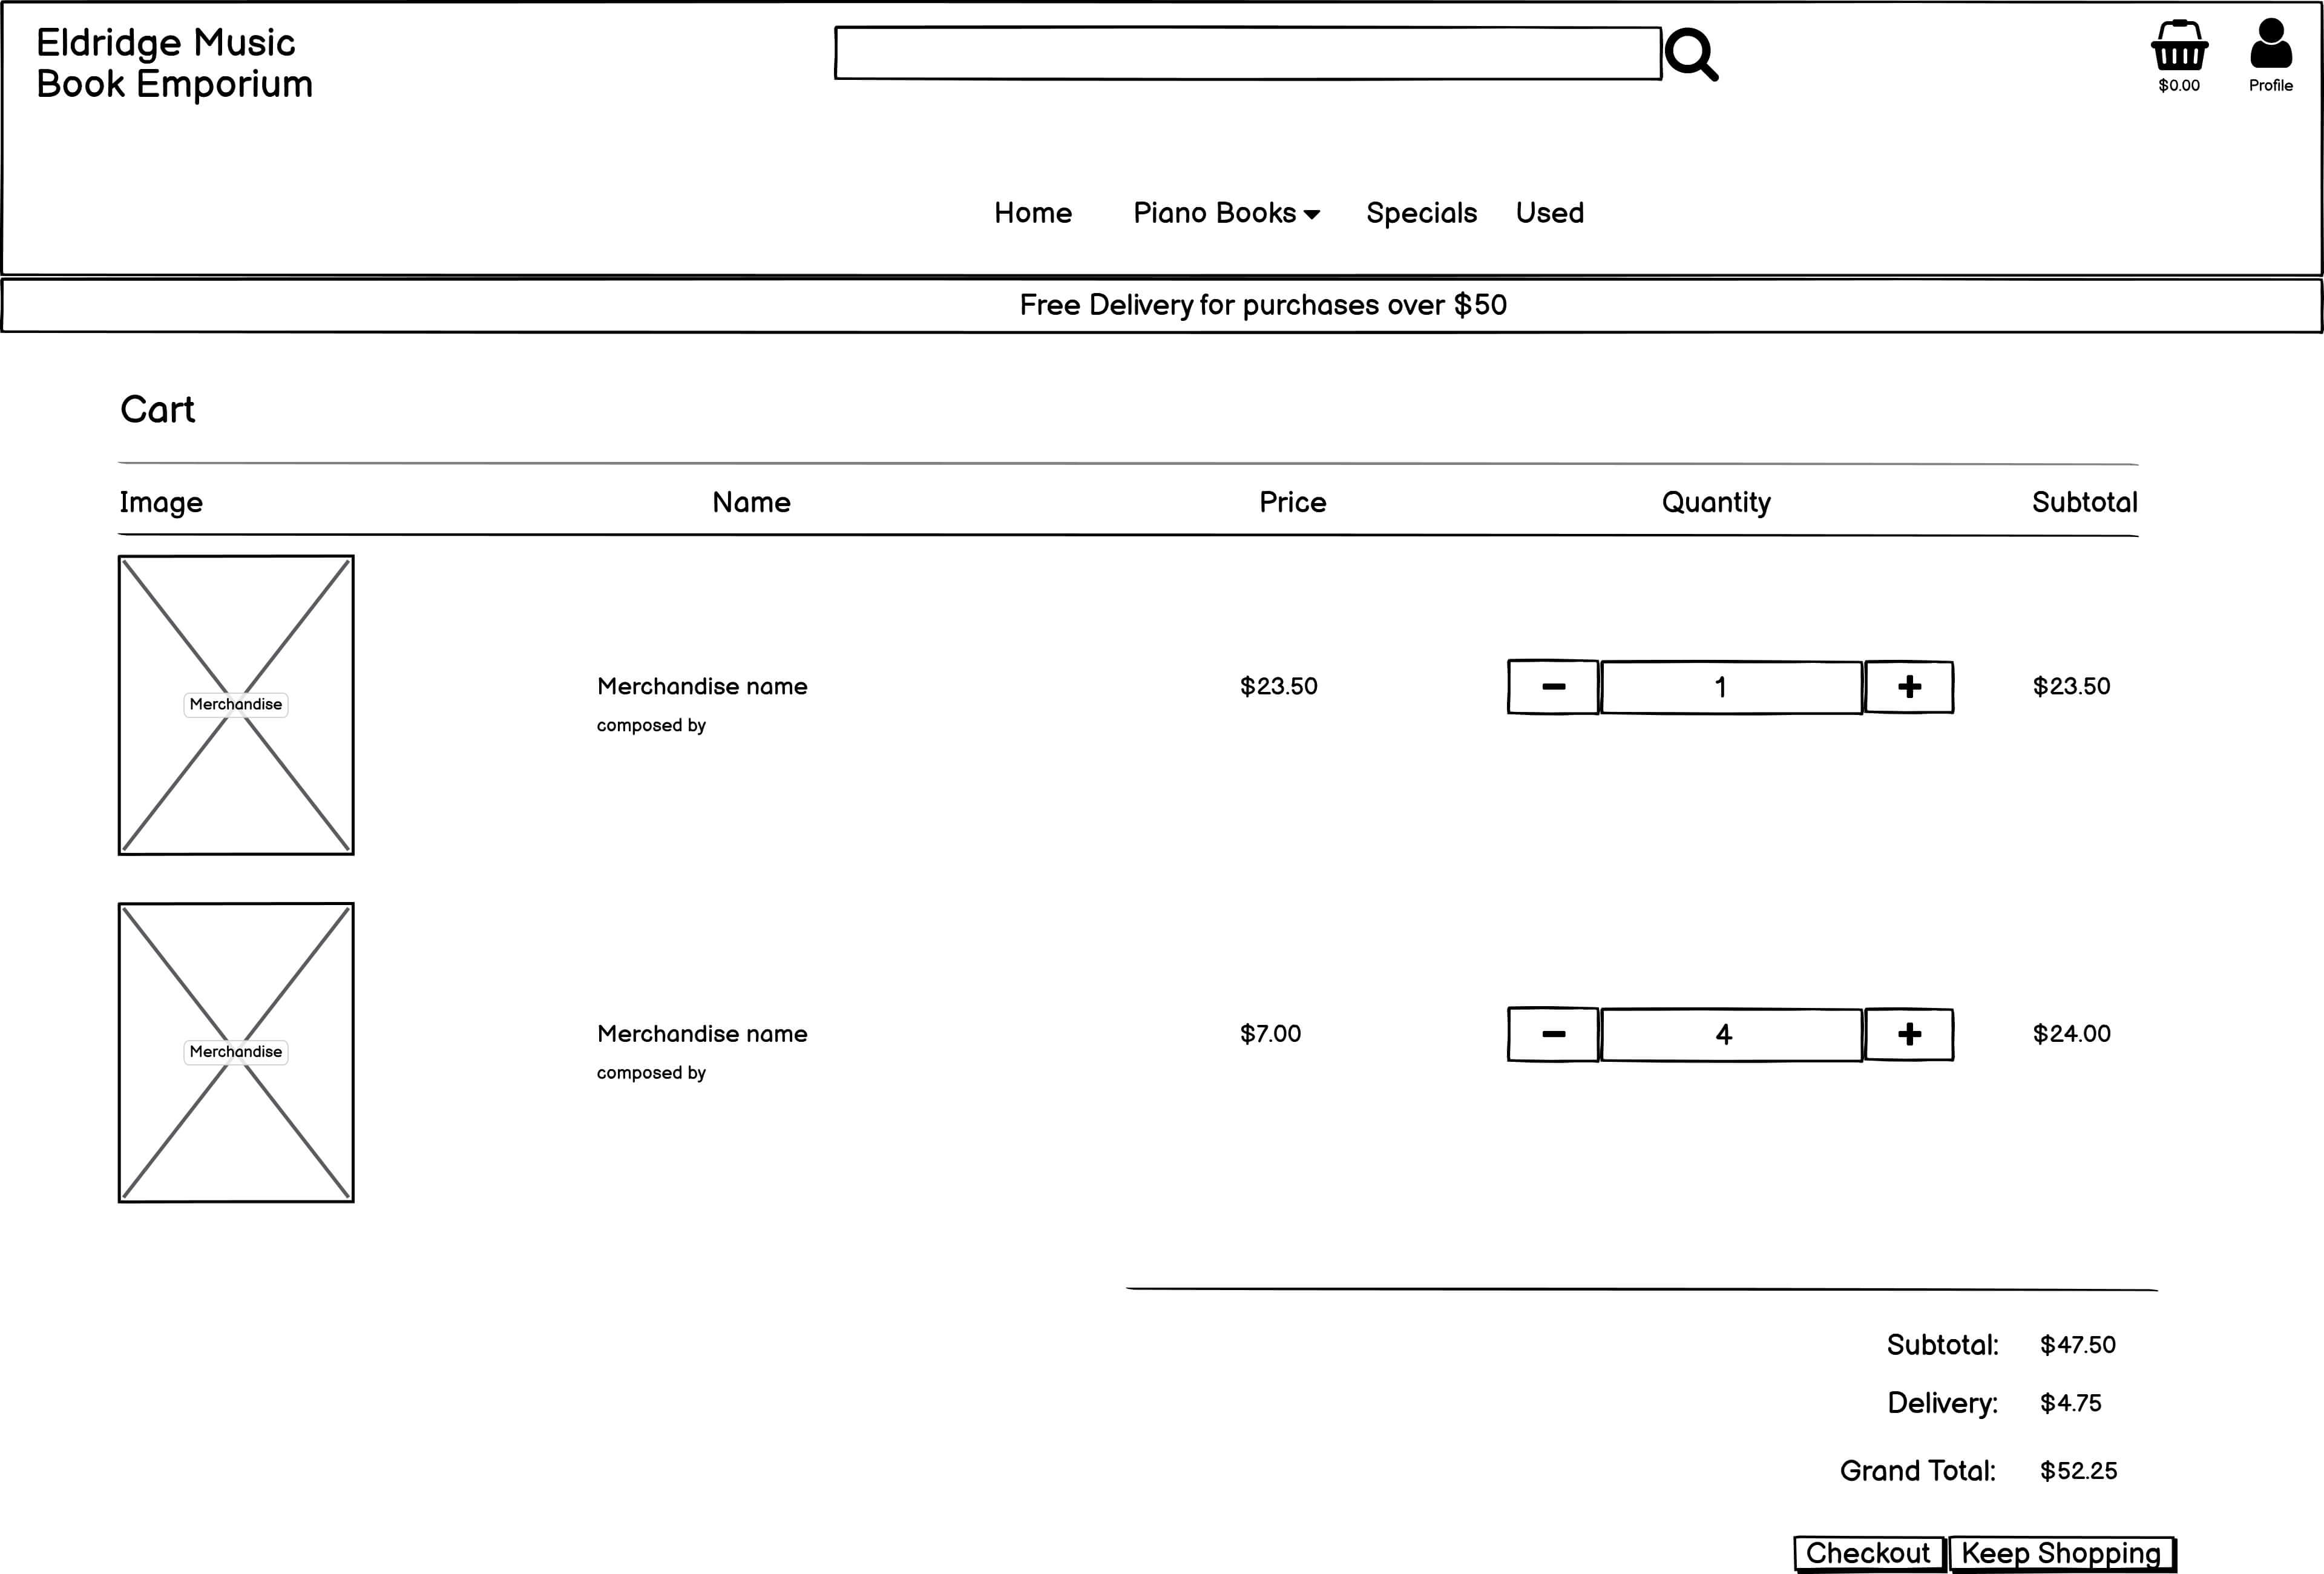 Eldridge Music
Book Emporium
$0.00
Profile
Home Piano Books Specials Used
Free Delivery for purchases over $50
Cart
Image Name Price Quantity Subtotal
Merchandise
Merchandise name
composed by
$23.50
1
$23.50
Merchandise
Merchandise name
composed by
$7.00
4
$24.00
Subtotal: $47.50
Delivery: $4.75
Grand Total: $52.25
Checkout Keep Shopping